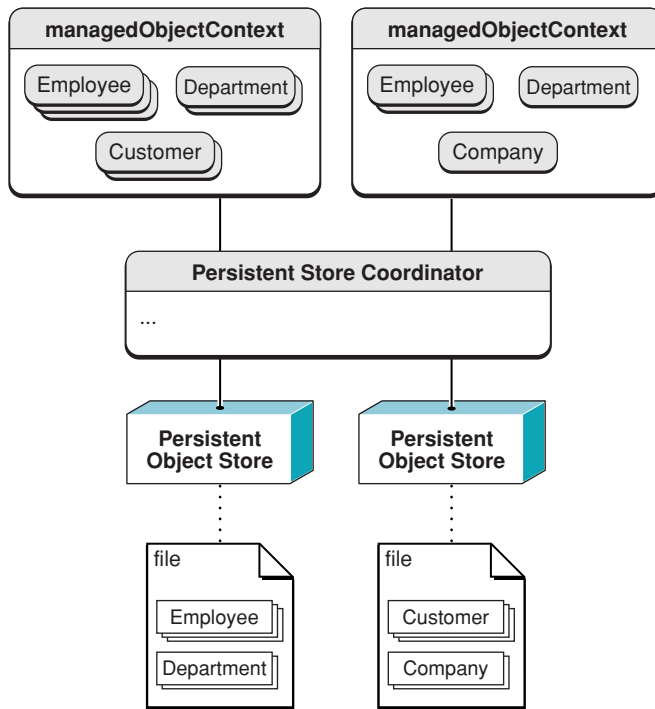 managedObjectContext
Employee
Department
Customer
managedObjectContext
Employee
Department
Company
Persistent Store Coordinator
...
Persistent
Object Store
Persistent
Object Store
file
Employee
Department
file
Customer
Company